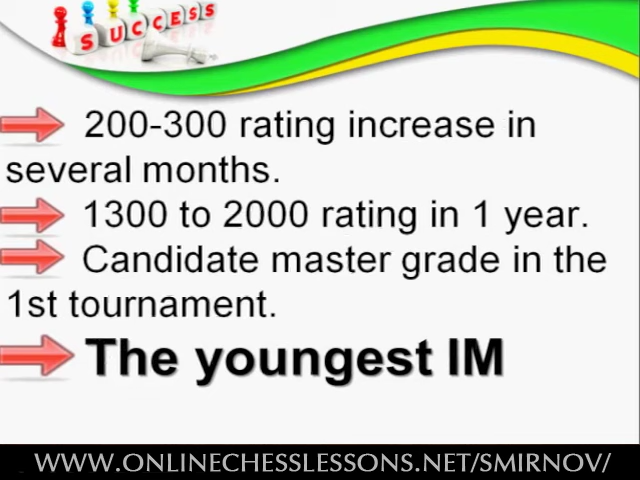 SUCCESS
200-300 rating increase in
several months.
1300 to 2000 rating in 1 year.
Candidate master grade in the
1st tournament.
The youngest IM
WWW.ONLINECHESSLESSONS.NET/SMIRNOV/